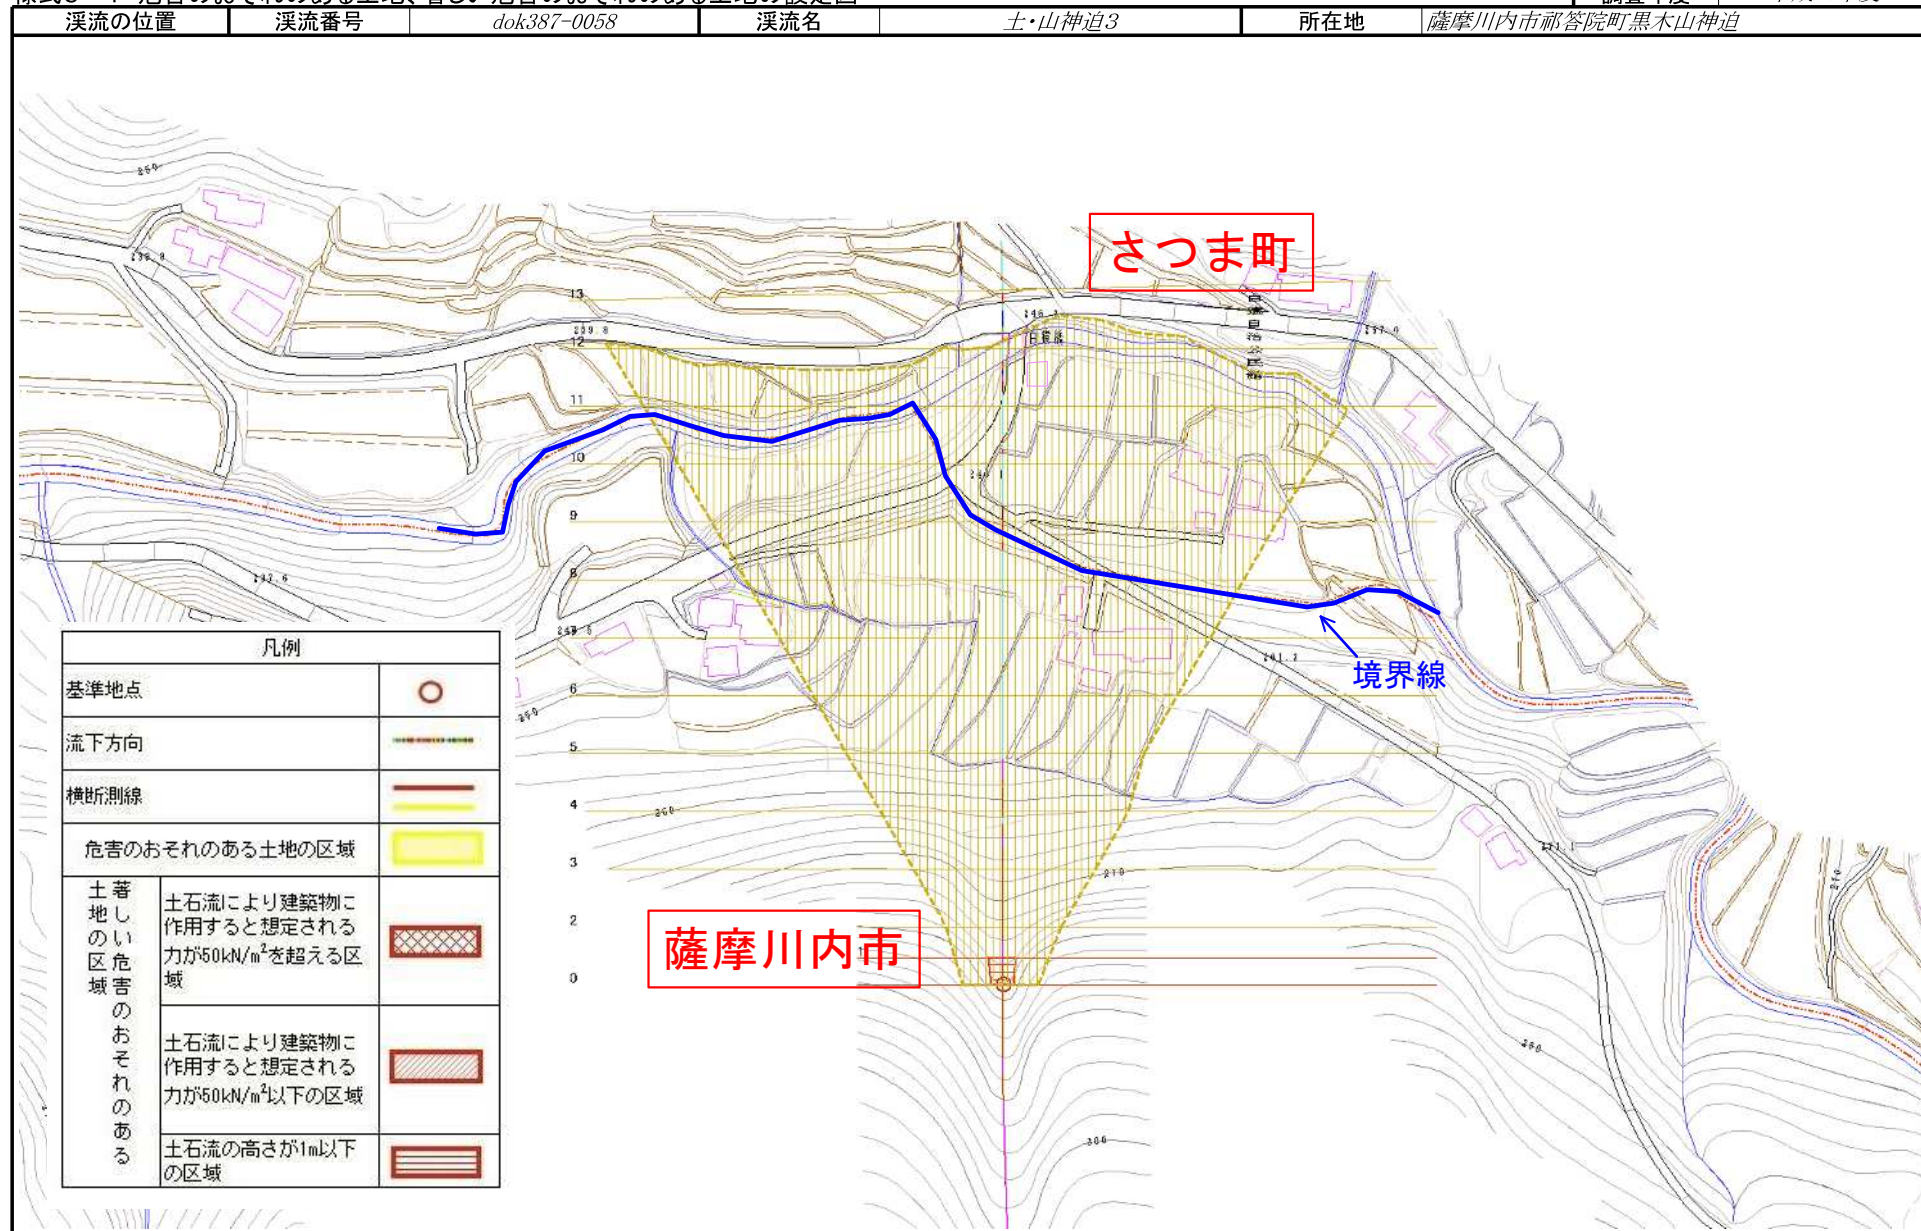 渓流の位置 渓流番号 dok387-0058 渓流名 土・山神迫3 所在地 薩摩川内市祁答院町黒木山神迫
さつま町
250
13
239.8
12
11
10
9
8
237.6
6
250
5
4
260
3
210
2
0
境界線
薩摩川内市
300
凡例
基準地点
流下方向
横断測線
危害のおそれのある土地の区域
著しい危害のおそれのある
土地の区域
土石流により建築物に
作用すると想定される
力が50kN/m²を超える区
域
土石流により建築物に
作用すると想定される
力が50kN/m²以下の区域
土石流の高さが1m以下
の区域